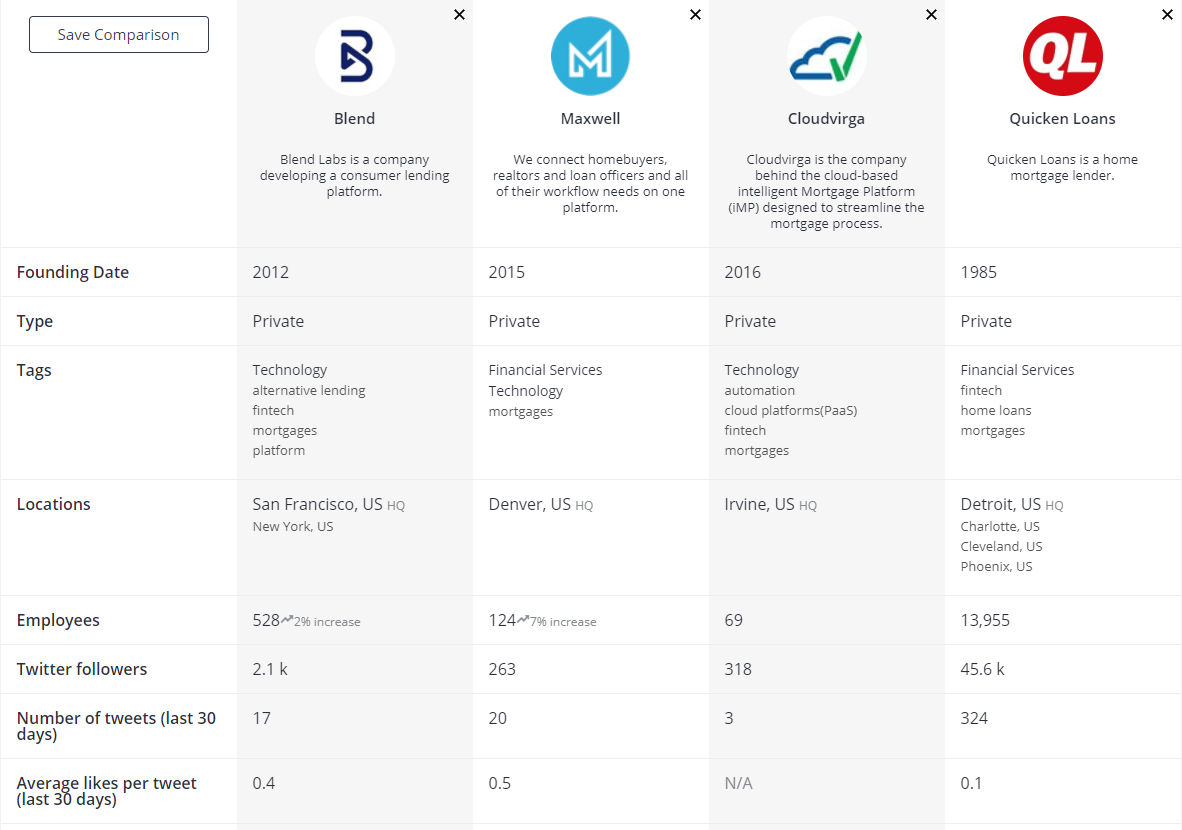 Save Comparison
Blend
Blend Labs is a company
developing a consumer lending
platform.
Maxwell
We connect homebuyers,
realtors and loan officers and all
of their workflow needs on one
platform.
Cloudvirga
Cloudvirga is the company
behind the cloud-based
intelligent Mortgage Platform
(iMP) designed to streamline the
mortgage process.
QL
Quicken Loans
Quicken Loans is a home
mortgage lender.
Founding Date
2012
2015
2016
1985
Type
Private
Private
Private
Private
Tags
Technology
alternative lending
fintech
mortgages
platform
Financial Services
Technology
mortgages
Technology
automation
cloud platforms(PaaS)
fintech
mortgages
Financial Services
fintech
home loans
mortgages
Locations
San Francisco, US HQ
New York, US
Denver, US HQ
Irvine, US HQ
Detroit, US HQ
Charlotte, US
Cleveland, US
Phoenix, US
Employees
528 2% increase
124 7% increase
69
13,955
Twitter followers
2.1 k
263
318
45.6 k
Number of tweets (last 30
days)
17
20
3
324
Average likes per tweet
(last 30 days)
0.4
0.5
N/A
0.1